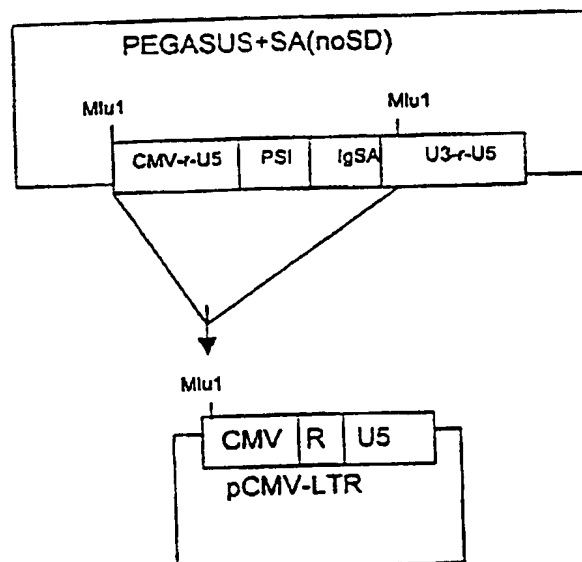 PEGASUS+SA(noSD)
Mlu1 Mlu1
CMV-r-U5 PSI IgSA U3-r-U5
Mlu1
CMV R U5
pCMV-LTR